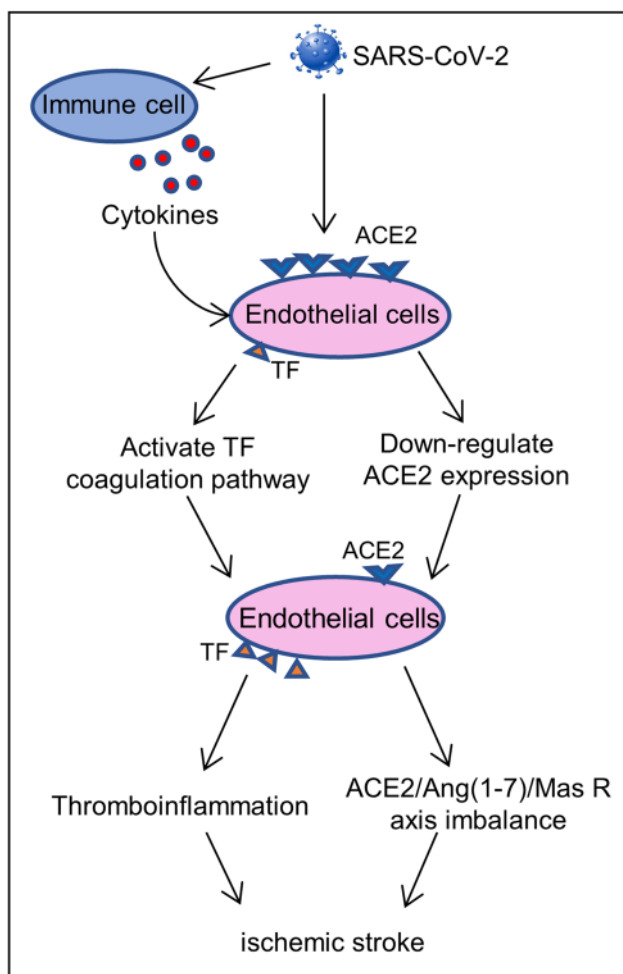 SARS-CoV-2
Immune cell
Cytokines
ACE2
Endothelial cells
TF
Activate TF
coagulation pathway
Down-regulate
ACE2 expression
ACE2
Endothelial cells
TF
Thromboinflammation
ACE2/Ang(1-7)/Mas R
axis imbalance
ischemic stroke